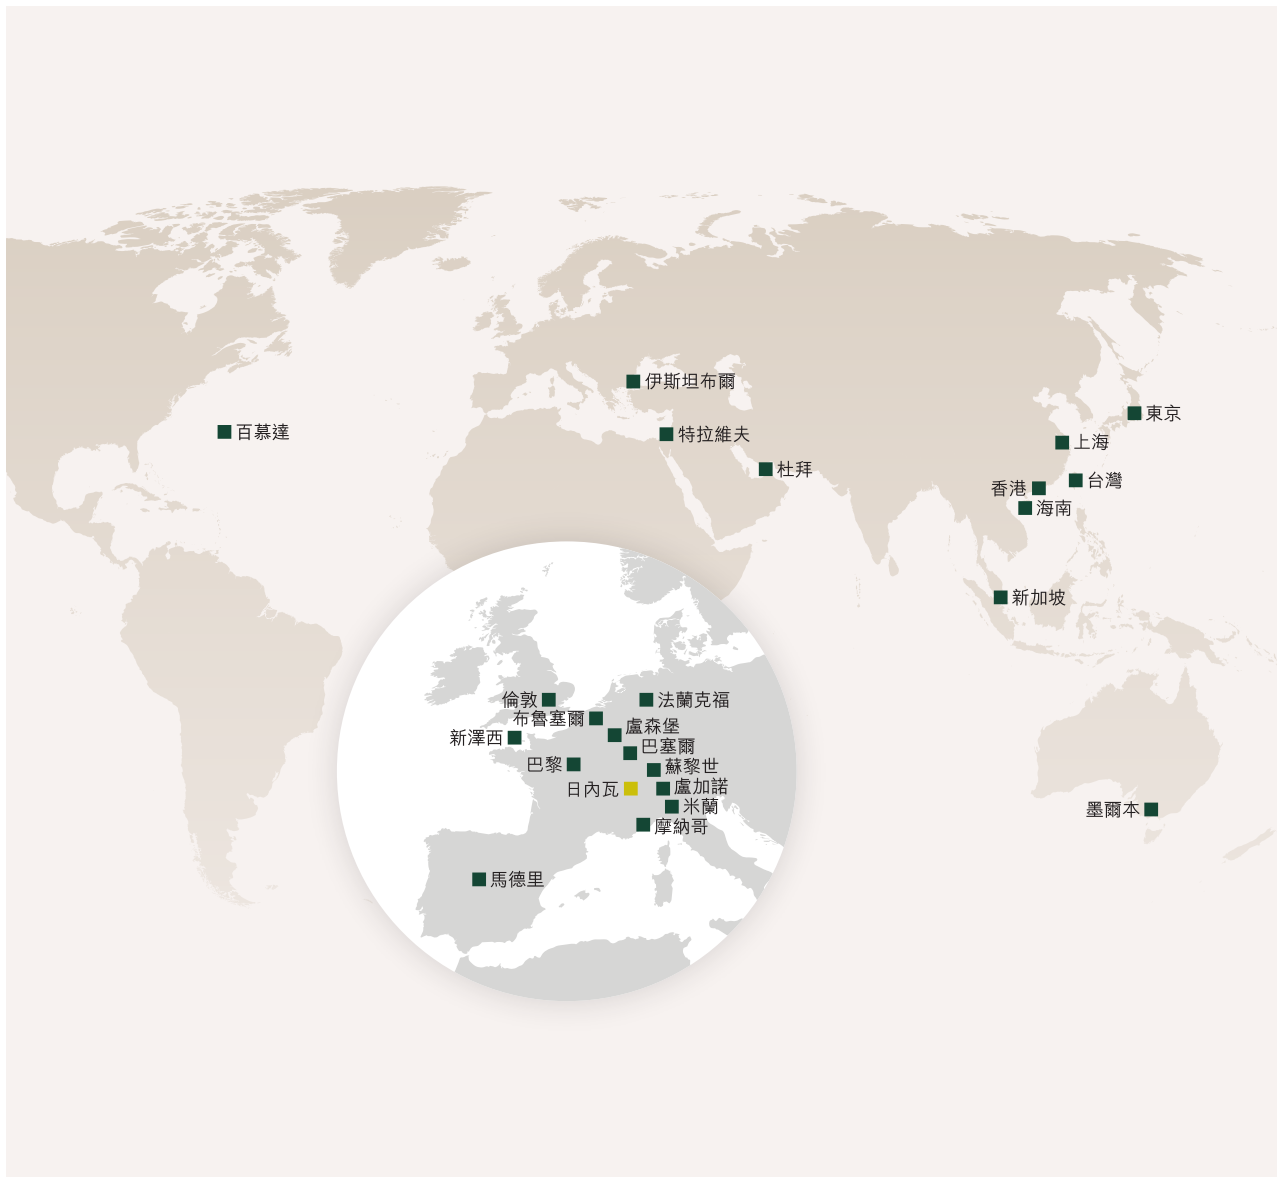 伊斯坦布爾
東京
百慕達
特拉維夫
上海
杜拜
台灣
香港
海南
新加坡
倫敦
法蘭克福
布魯塞爾
盧森堡
新澤西
巴塞爾
巴黎
蘇黎世
日內瓦
盧加諾
米蘭
墨爾本
摩納哥
馬德里